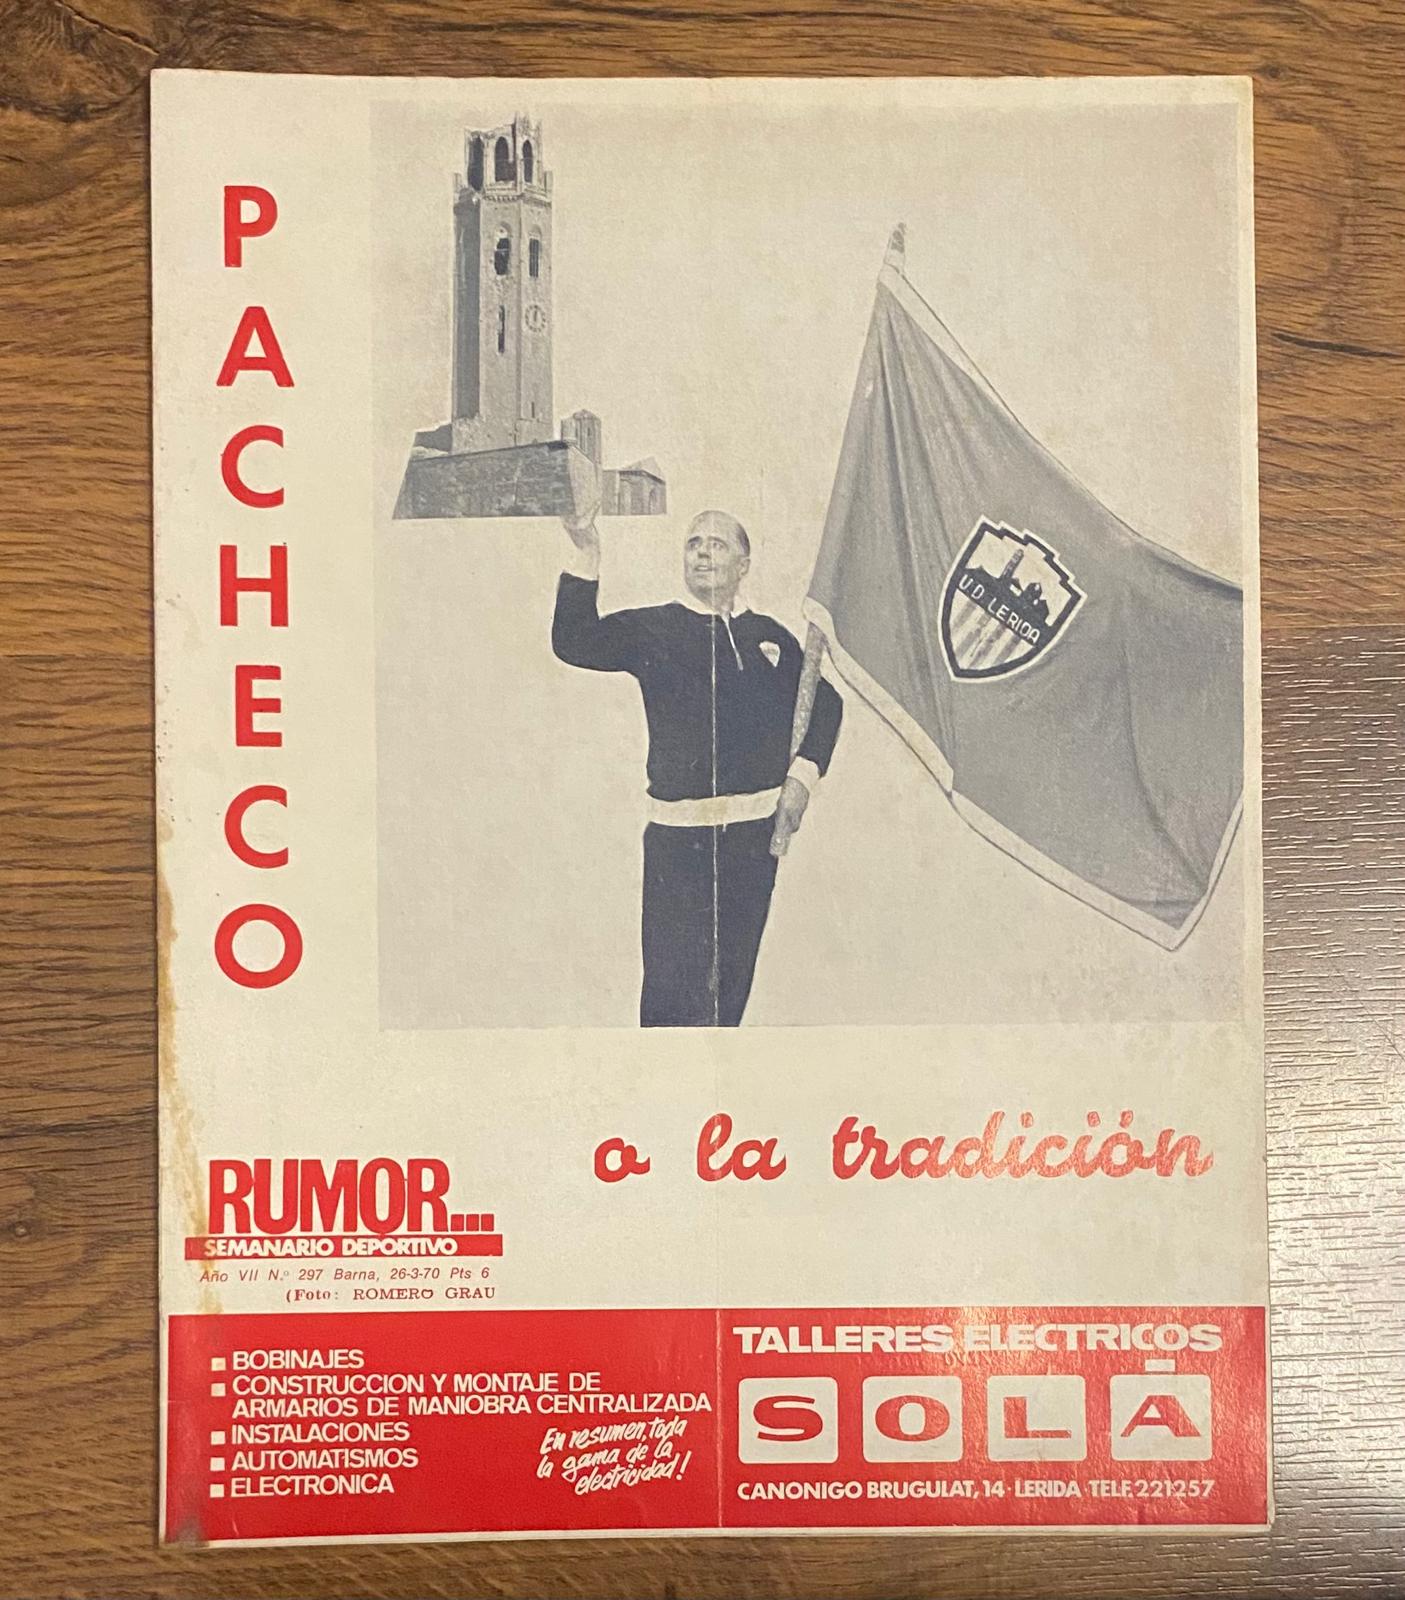 PACHECO
U.D. LERIDA
o la tradición
RUMOR...
SEMANARIO DEPORTIVO
Año VII N.º 297 Barna, 26-3-70 Pts 6
(Foto: ROMERO GRAU
BOBINAJES
CONSTRUCCION Y MONTAJE DE
ARMARIOS DE MANIOBRA CENTRALIZADA
INSTALACIONES
AUTOMATISMOS
ELECTRONICA
En resumen, toda
la gama de la
electricidad!
TALLERES ELECTRICOS
SOLÁ
CANONIGO BRUGULAT, 14 · LERIDA · TELF. 221257